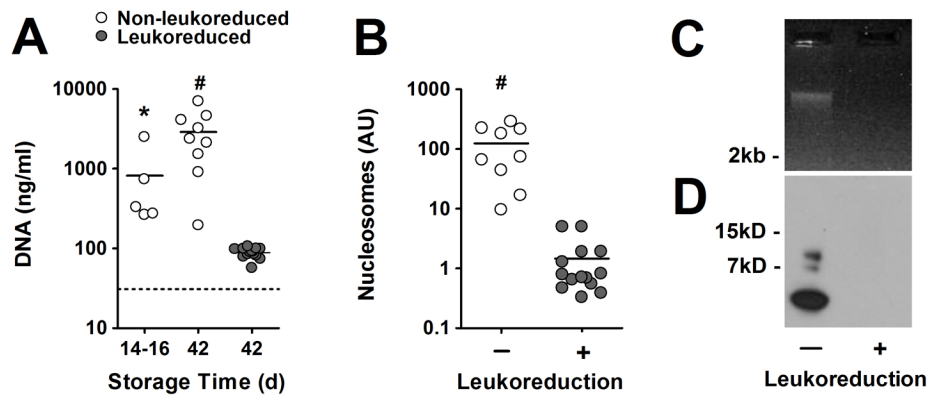 A
Non-leukoreduced
Leukoreduced
*
#
10000
1000
100
10
DNA (ng/ml)
14-16 42 42
Storage Time (d)
B
#
1000
100
10
1
0.1
Nucleosomes (AU)
− +
Leukoreduction
C
2kb -
D
15kD -
7kD -
— +
Leukoreduction